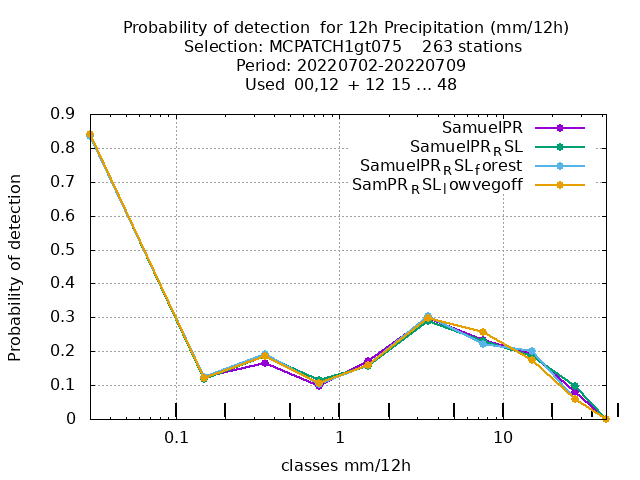 Probability of detection  for 12h Precipitation (mm/12h)
Selection: MCPATCH1gt075    263 stations
Period: 20220702-20220709
Used  00,12  + 12 15 ... 48
SamuelPR
SamuelPR_RSL
SamuelPR_RSL_forest
SamPR_RSL_lowvegoff
Probability of detection
0.9
0.8
0.7
0.6
0.5
0.4
0.3
0.2
0.1
0
0.1 1 10
classes mm/12h